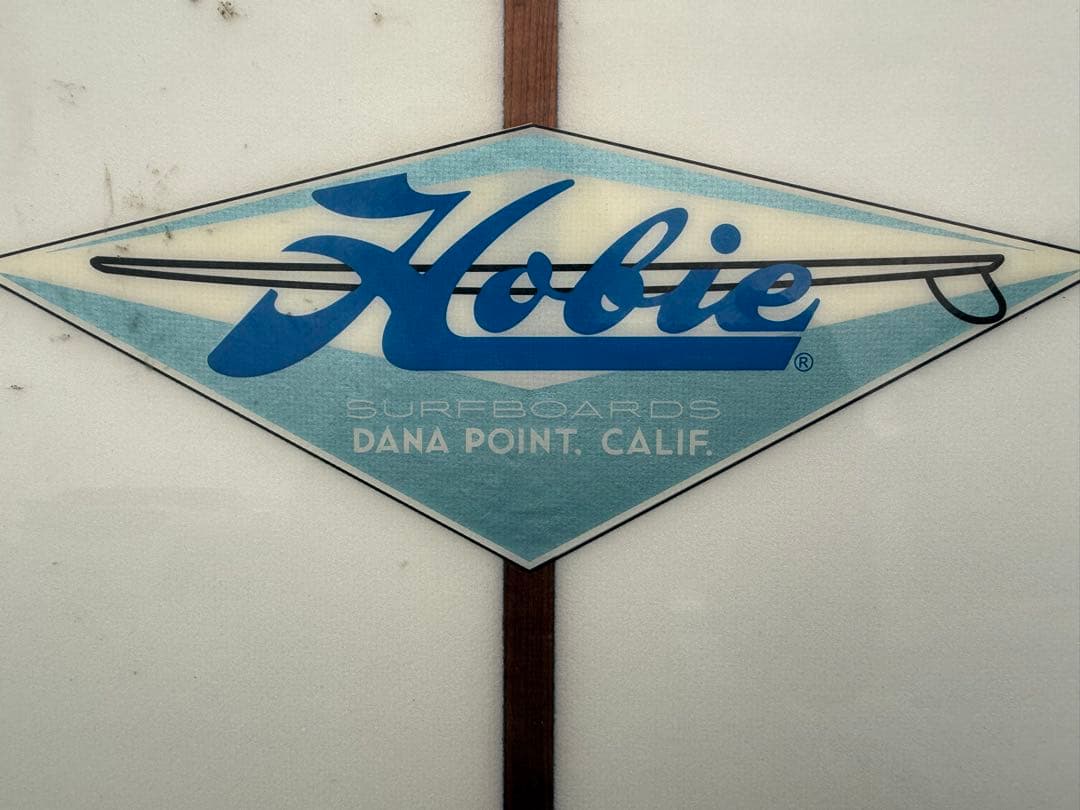 Hobie®
SURFBOARDS
DANA POINT, CALIF.